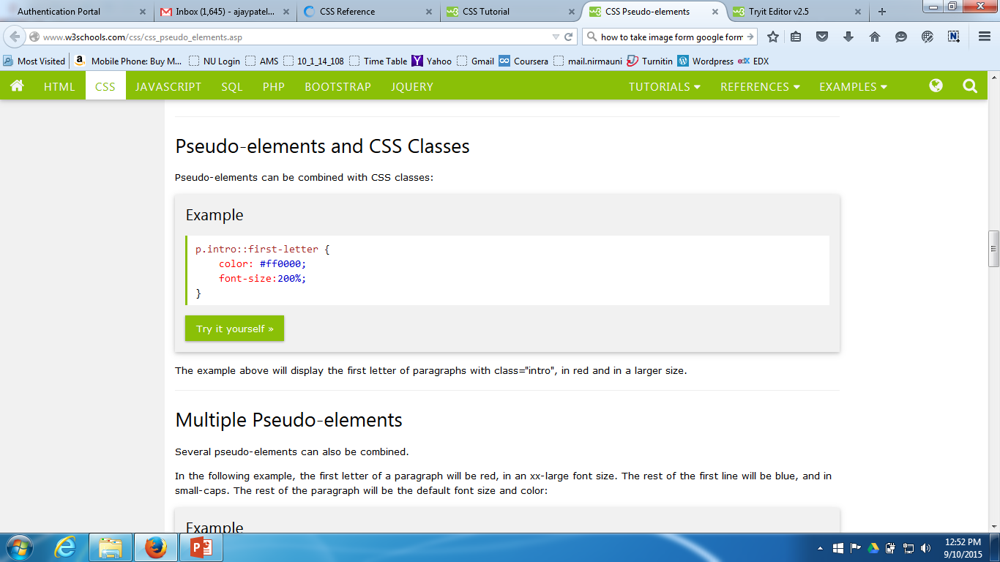 Authentication Portal
Inbox (1,645) - ajaypatel...
CSS Reference
CSS Tutorial
CSS Pseudo-elements
Tryit Editor v2.5
www.w3schools.com/css/css_pseudo_elements.asp
how to take image form google form
Most Visited
Mobile Phone: Buy M...
NU Login
AMS
10_1_14_108
Time Table
Yahoo
Gmail
Coursera
mail.nirmauni
Turnitin
Wordpress
EDX
HTML
CSS
JAVASCRIPT
SQL
PHP
BOOTSTRAP
JQUERY
TUTORIALS
REFERENCES
EXAMPLES
Pseudo-elements and CSS Classes
Pseudo-elements can be combined with CSS classes:
Example
p.intro::first-letter {
    color: #ff0000;
    font-size:200%;
}
Try it yourself »
The example above will display the first letter of paragraphs with class="intro", in red and in a larger size.
Multiple Pseudo-elements
Several pseudo-elements can also be combined.
In the following example, the first letter of a paragraph will be red, in an xx-large font size. The rest of the first line will be blue, and in
small-caps. The rest of the paragraph will be the default font size and color:
Example
12:52 PM
9/10/2015